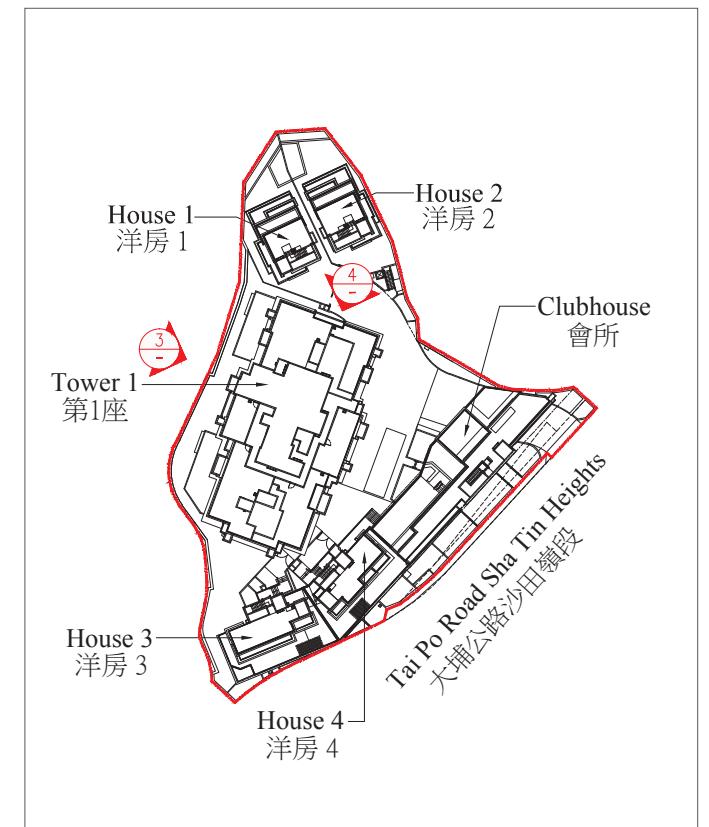 House 1
洋房 1
House 2
洋房 2
4
-
3
-
Clubhouse
會所
Tower 1
第1座
Tai Po Road Sha Tin Heights
大埔公路沙田嶺段
House 3
洋房 3
House 4
洋房 4